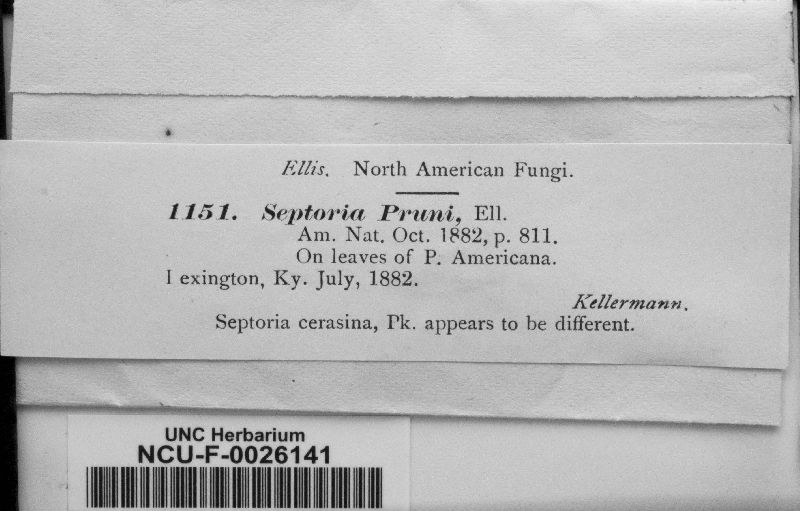 Ellis. North American Fungi.
1151. Septoria Pruni, Ell.
Am. Nat. Oct. 1882, p. 811.
On leaves of P. Americana.
l exington, Ky. July, 1882.
Kellermann.
Septoria cerasina, Pk. appears to be different.
UNC Herbarium
NCU-F-0026141